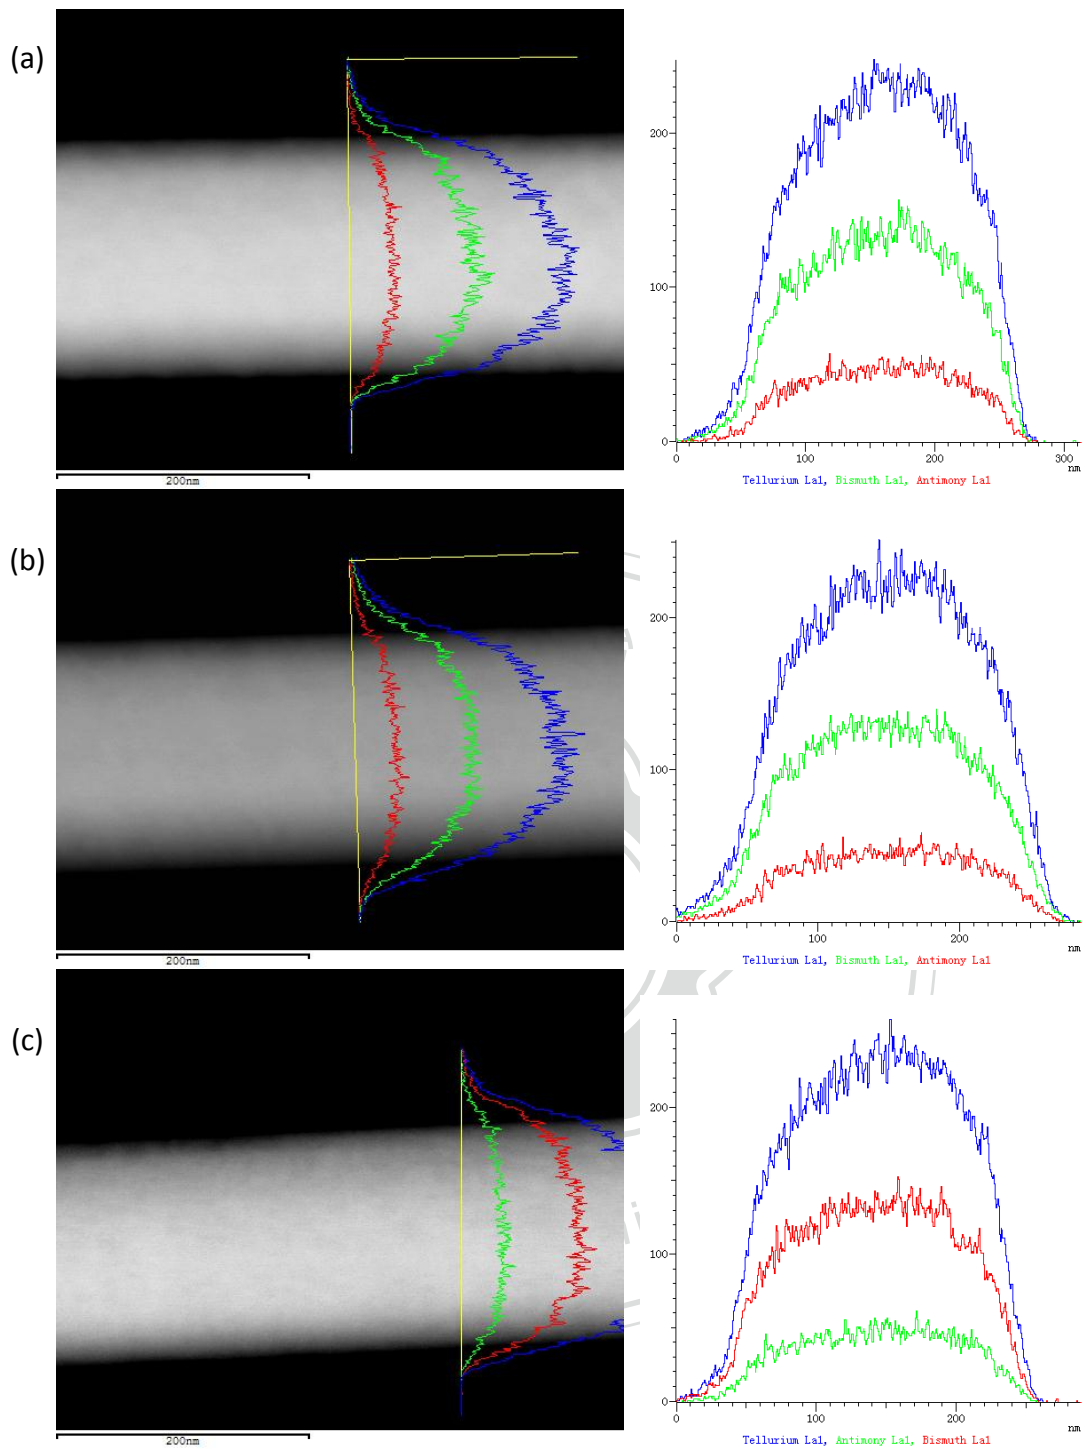 (a)
200
100
0
0 100 200 300
nm
Tellurium La1, Bismuth La1, Antimony La1
200nm
(b)
200
100
0
0 100 200
nm
Tellurium La1, Bismuth La1, Antimony La1
200nm
(c)
200
100
0
0 100 200
nm
Tellurium La1, Antimony La1, Bismuth La1
200nm